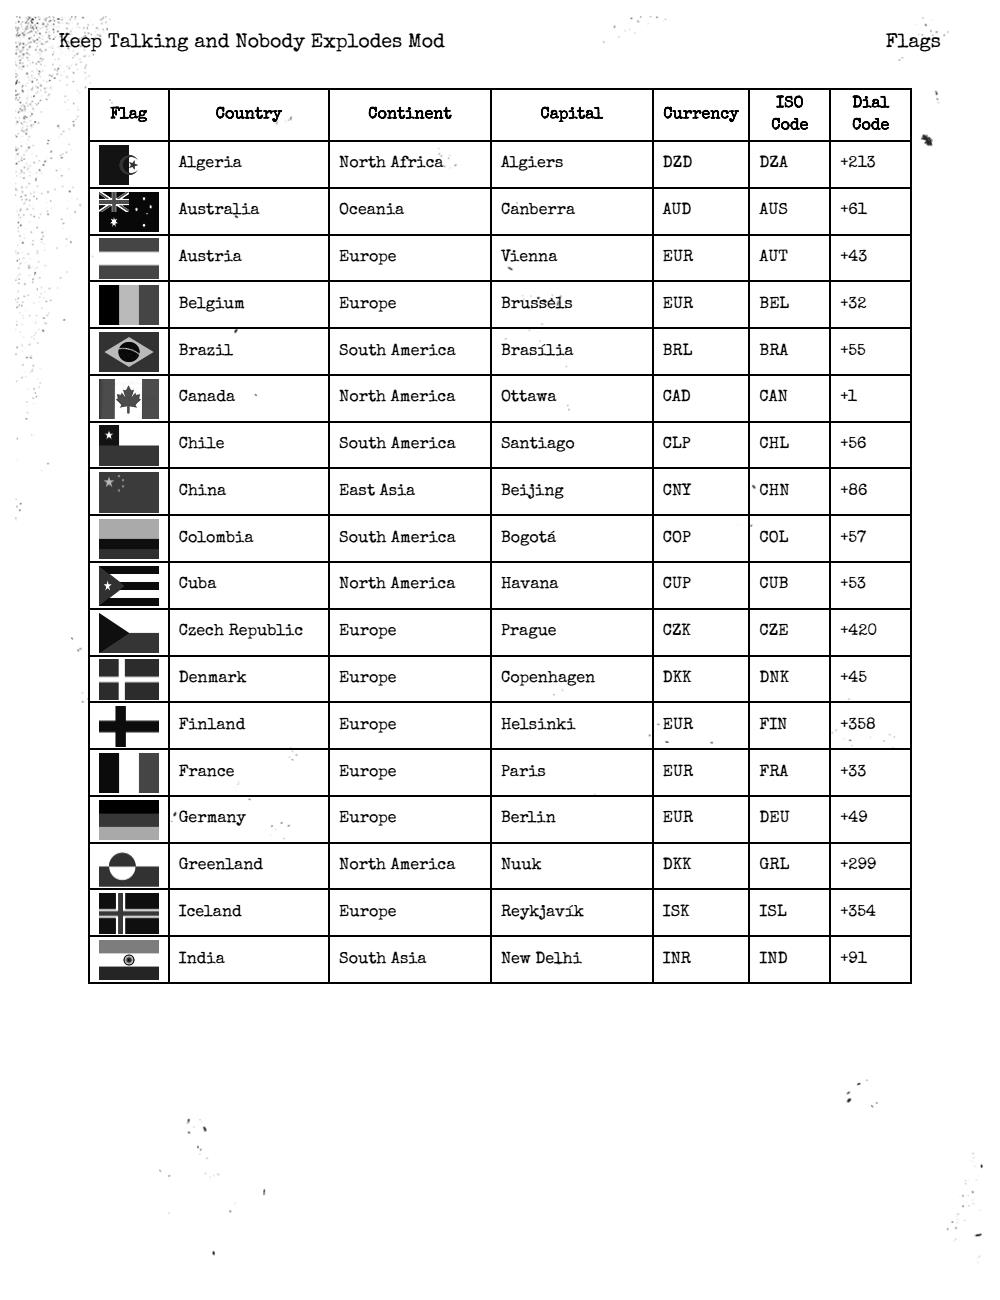 Keep Talking and Nobody Explodes Mod Flags
Flag Country Continent Capital Currency ISO Code Dial Code
Algeria North Africa Algiers DZD DZA +213
Australia Oceania Canberra AUD AUS +61
Austria Europe Vienna EUR AUT +43
Belgium Europe Brussels EUR BEL +32
Brazil South America Brasília BRL BRA +55
Canada North America Ottawa CAD CAN +1
Chile South America Santiago CLP CHL +56
China East Asia Beijing CNY CHN +86
Colombia South America Bogotá COP COL +57
Cuba North America Havana CUP CUB +53
Czech Republic Europe Prague CZK CZE +420
Denmark Europe Copenhagen DKK DNK +45
Finland Europe Helsinki EUR FIN +358
France Europe Paris EUR FRA +33
Germany Europe Berlin EUR DEU +49
Greenland North America Nuuk DKK GRL +299
Iceland Europe Reykjavík ISK ISL +354
India South Asia New Delhi INR IND +91